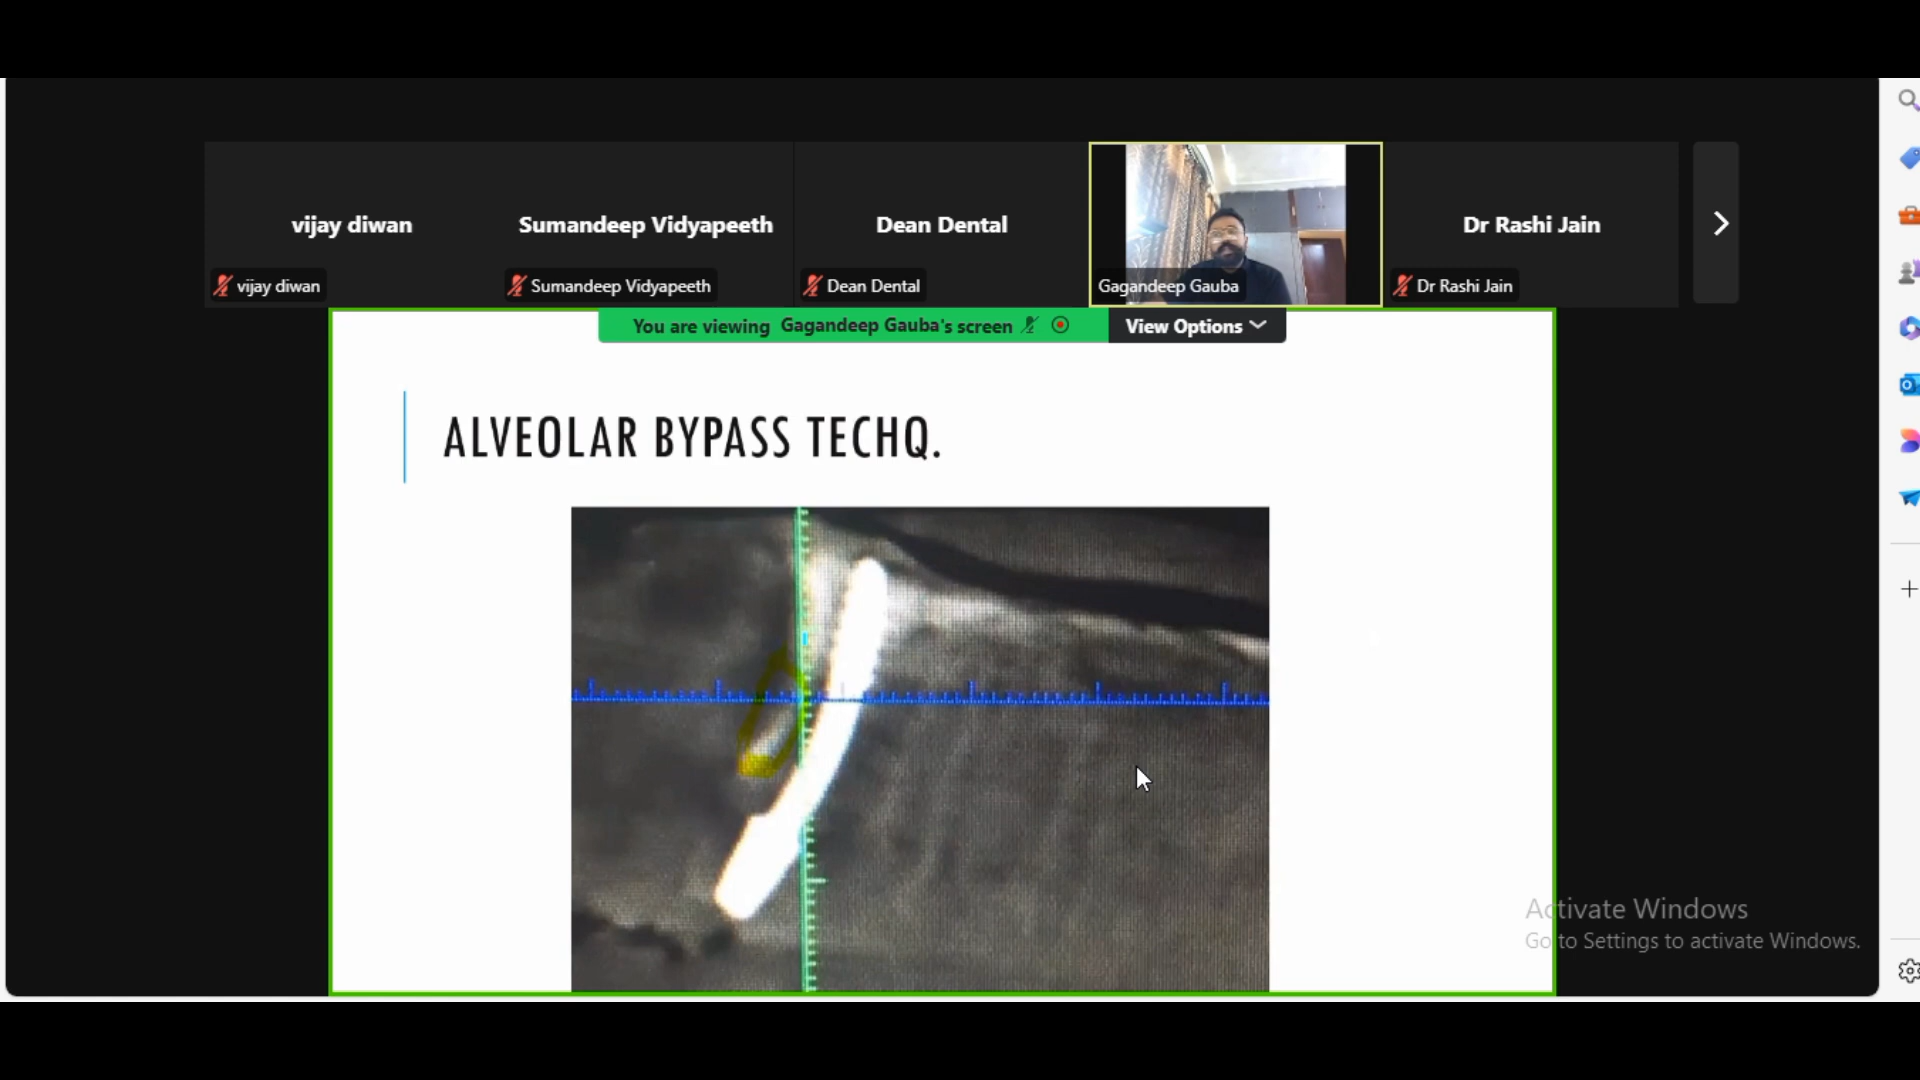 vijay diwan
Sumandeep Vidyapeeth
Dean Dental
Dr Rashi Jain
vijay diwan
Sumandeep Vidyapeeth
Dean Dental
Gagandeep Gauba
Dr Rashi Jain
You are viewing Gagandeep Gauba's screen
View Options
ALVEOLAR BYPASS TECHQ.
Activate Windows
Go to Settings to activate Windows.